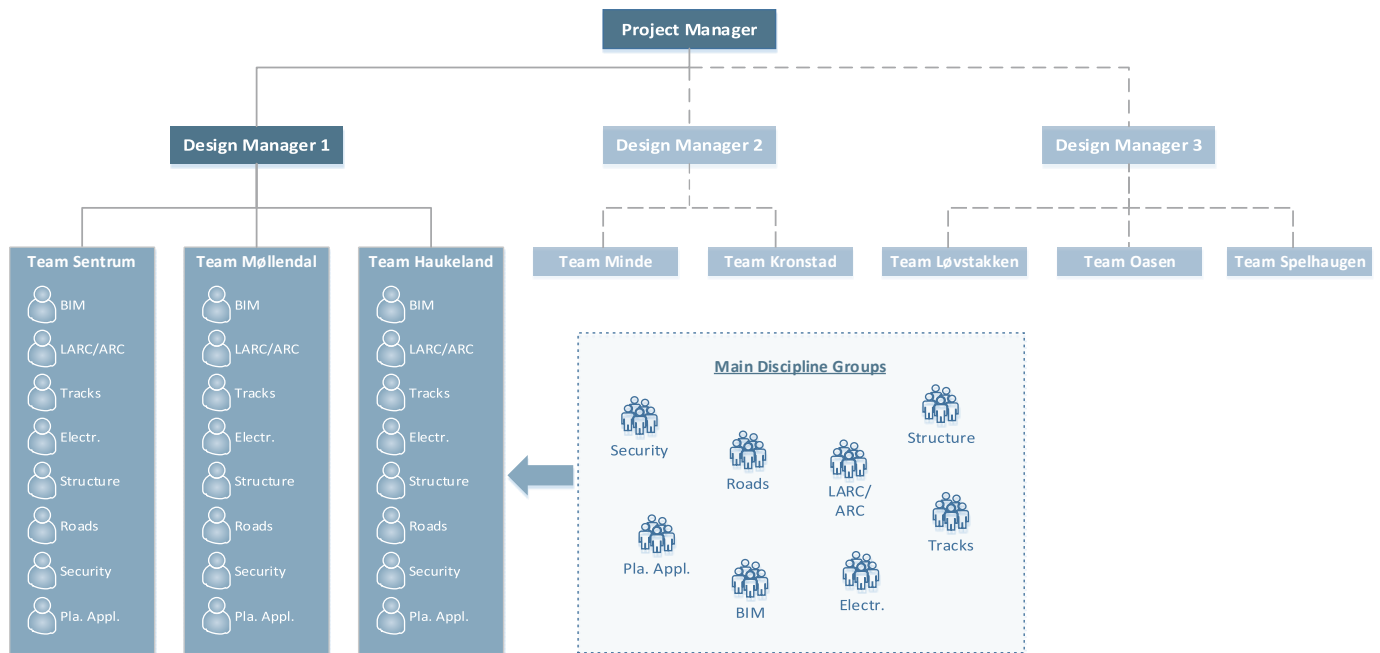 Project Manager
Design Manager 1
Design Manager 2
Design Manager 3
Team Sentrum
Team Møllendal
Team Haukeland
Team Minde
Team Kronstad
Team Løvstakken
Team Oasen
Team Spelhaugen
BIM
LARC/ARC
Tracks
Electr.
Structure
Roads
Security
Pla. Appl.
BIM
LARC/ARC
Tracks
Electr.
Structure
Roads
Security
Pla. Appl.
BIM
LARC/ARC
Tracks
Electr.
Structure
Roads
Security
Pla. Appl.
Main Discipline Groups
Security
Roads
LARC/
ARC
Structure
Pla. Appl.
BIM
Electr.
Tracks